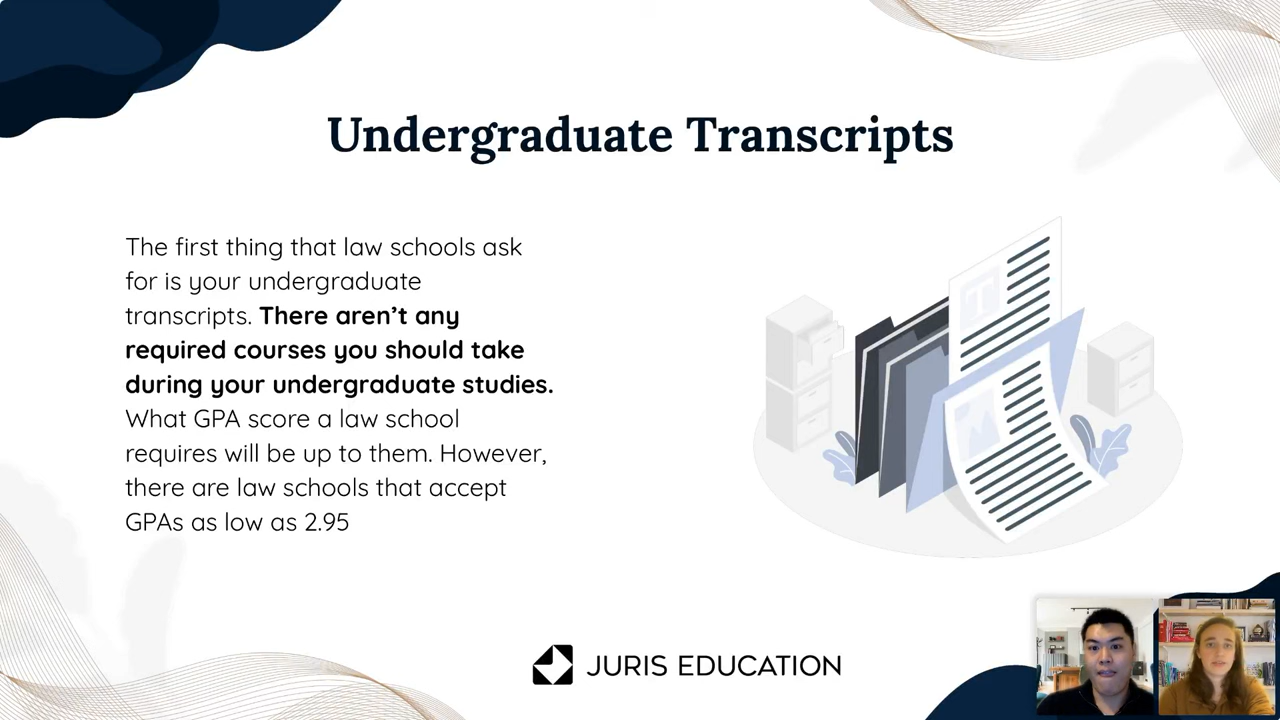 Undergraduate Transcripts
The first thing that law schools ask
for is your undergraduate
transcripts. There aren’t any
required courses you should take
during your undergraduate studies.
What GPA score a law school
requires will be up to them. However,
there are law schools that accept
GPAs as low as 2.95
T
JURIS EDUCATION